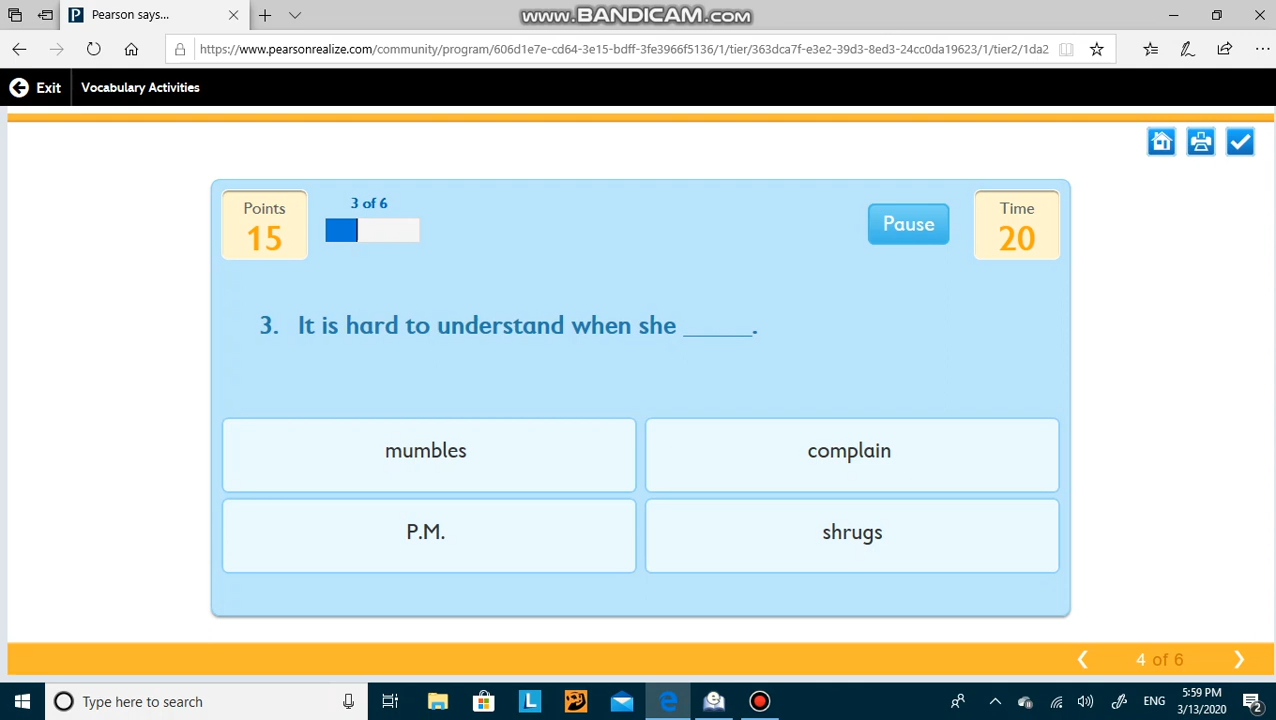 Pearson says...
www.BANDICAM.com
https://www.pearsonrealize.com/community/program/606d1e7e-cd64-3e15-bdff-3fe3966f5136/1/tier/363dca7f-e3e2-39d3-8ed3-24cc0da19623/1/tier2/1da2
Exit Vocabulary Activities
Points
15
3 of 6
Pause
Time
20
3. It is hard to understand when she ______.
mumbles
complain
P.M.
shrugs
4 of 6
Type here to search
ENG
5:59 PM
3/13/2020
2